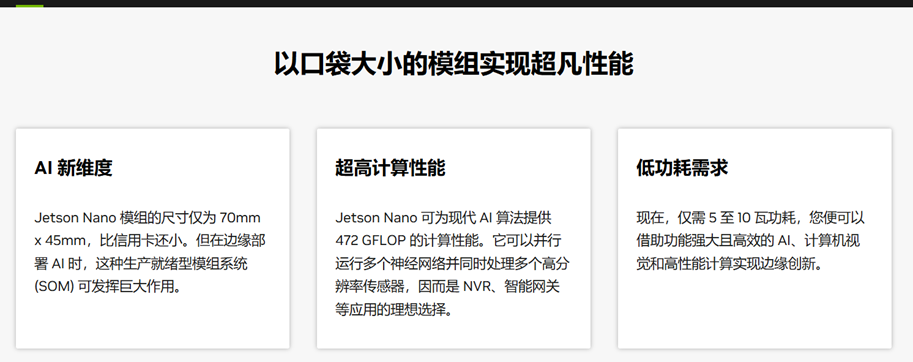 以口袋大小的模组实现超凡性能
AI 新维度
Jetson Nano 模组的尺寸仅为 70mm
x 45mm，比信用卡还小。但在边缘部
署 AI 时，这种生产就绪型模组系统
(SOM) 可发挥巨大作用。
超高计算性能
Jetson Nano 可为现代 AI 算法提供
472 GFLOP 的计算性能。它可以并行
运行多个神经网络并同时处理多个高分
辨率传感器，因而是 NVR、智能网关
等应用的理想选择。
低功耗需求
现在，仅需 5 至 10 瓦功耗，您便可以
借助功能强大且高效的 AI、计算机视
觉和高性能计算实现边缘创新。